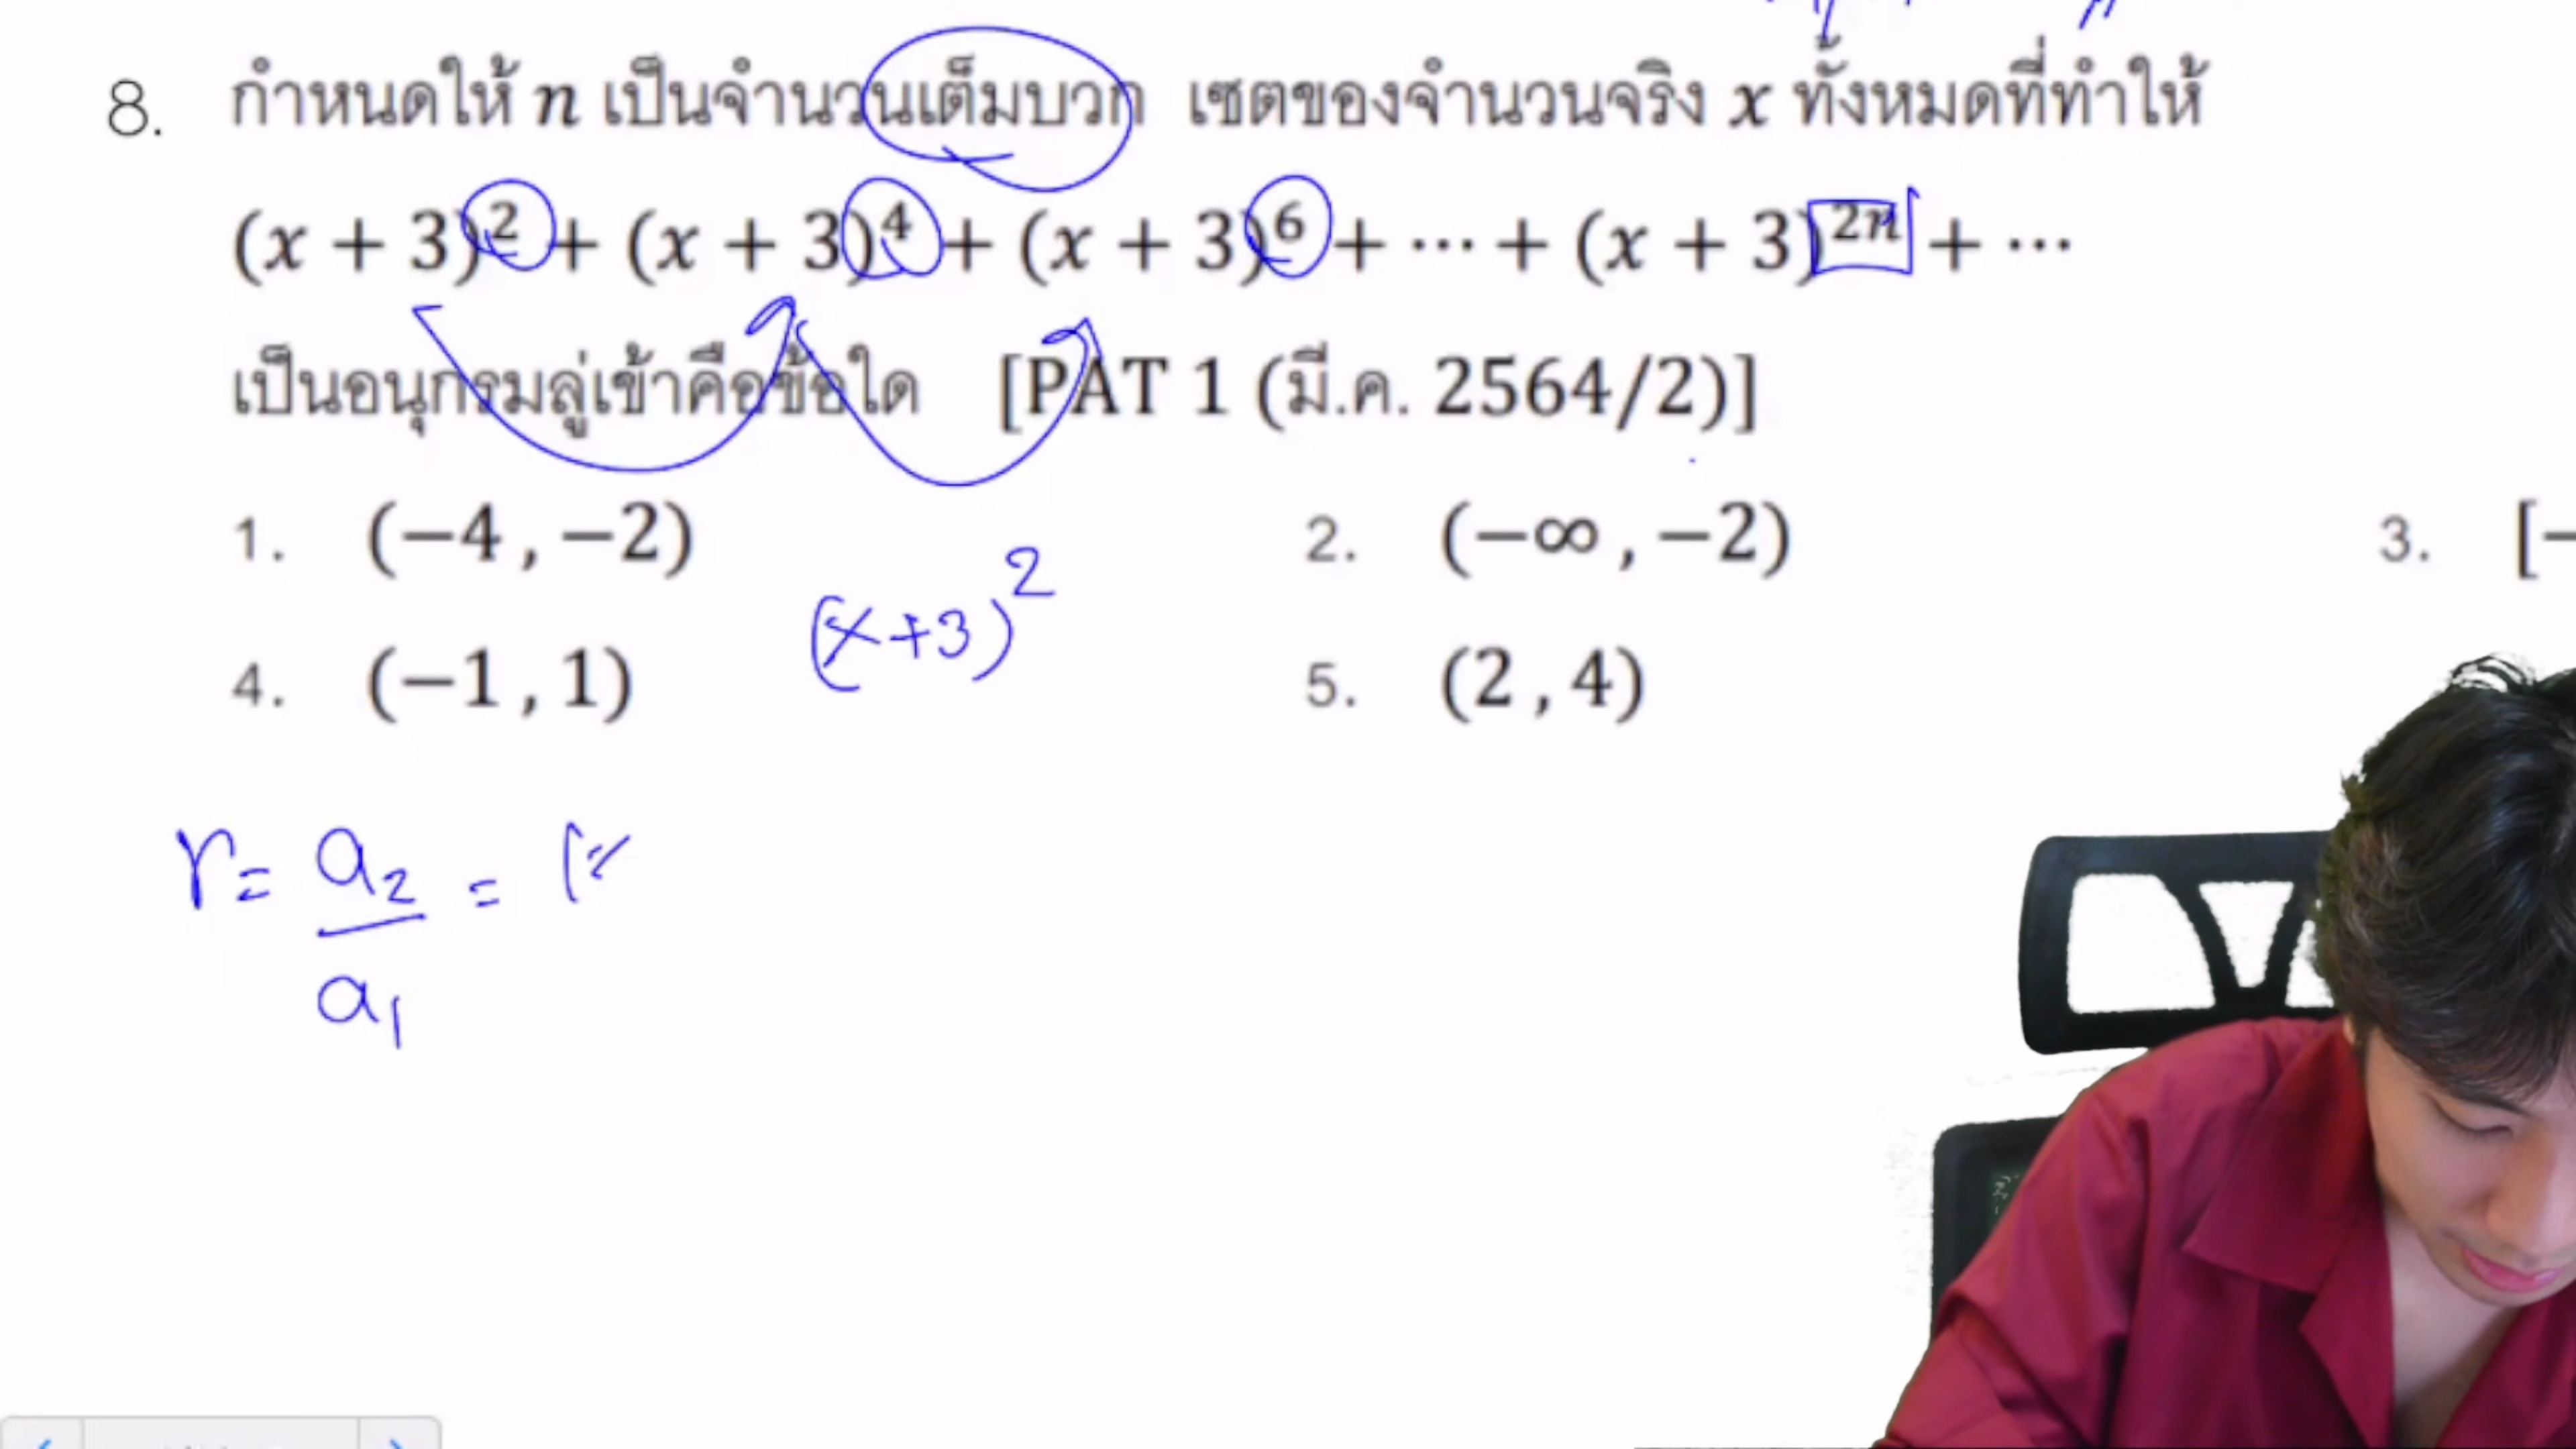 8. กำหนดให้ n เป็นจำนวนเต็มบวก เซตของจำนวนจริง x ทั้งหมดที่ทำให้
(x + 3)² + (x + 3)⁴ + (x + 3)⁶ + ⋯ + (x + 3)²ⁿ + ⋯
เป็นอนุกรมลู่เข้าคือข้อใด [PAT 1 (มี.ค. 2564/2)]
1. (−4 , −2) 2. (−∞ , −2) 3. [−
(x+3)²
4. (−1 , 1) 5. (2 , 4)
r = a₂ = (x
a₁